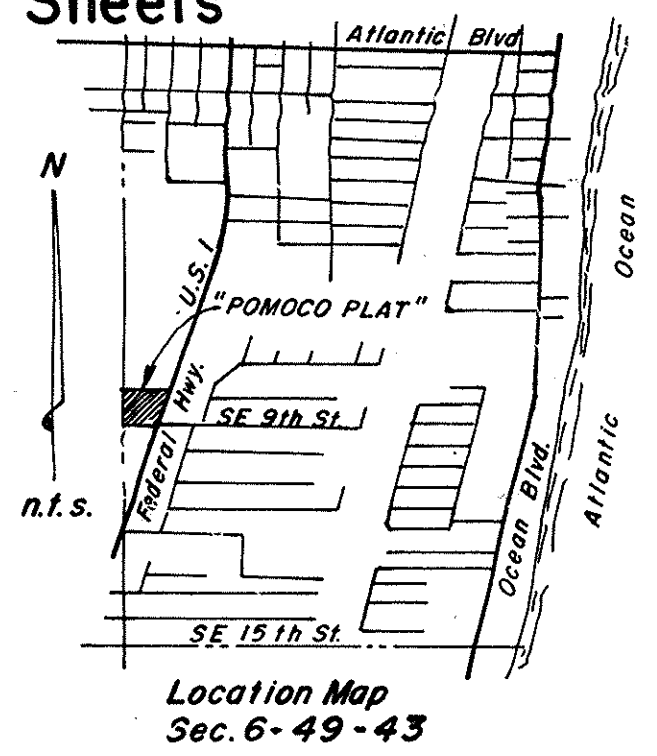 Sheets
Atlantic Blvd
N
Ocean
U.S. 1
"POMOCO PLAT"
Hwy.
SE 9th St.
Federal
Atlantic
n.t.s.
Ocean Blvd.
SE 15th St.
Location Map
Sec. 6-49-43